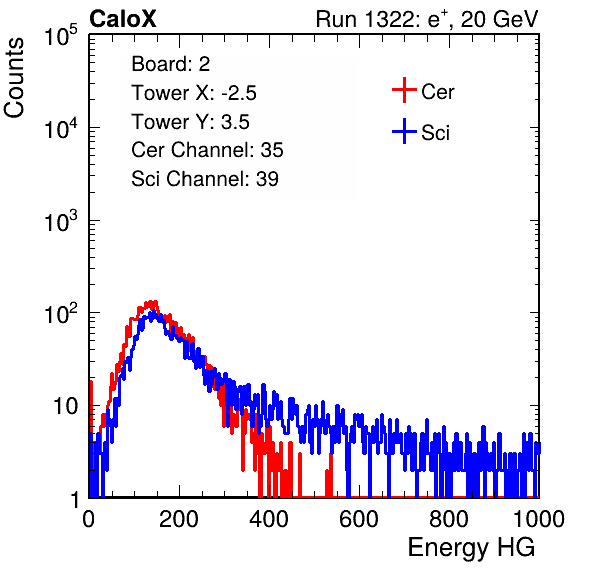 CaloX Run 1322: e⁺, 20 GeV
Counts
Board: 2
Tower X: -2.5
Tower Y: 3.5
Cer Channel: 35
Sci Channel: 39
Cer
Sci
10⁵
10⁴
10³
10²
10
1
0 200 400 600 800 1000
Energy HG